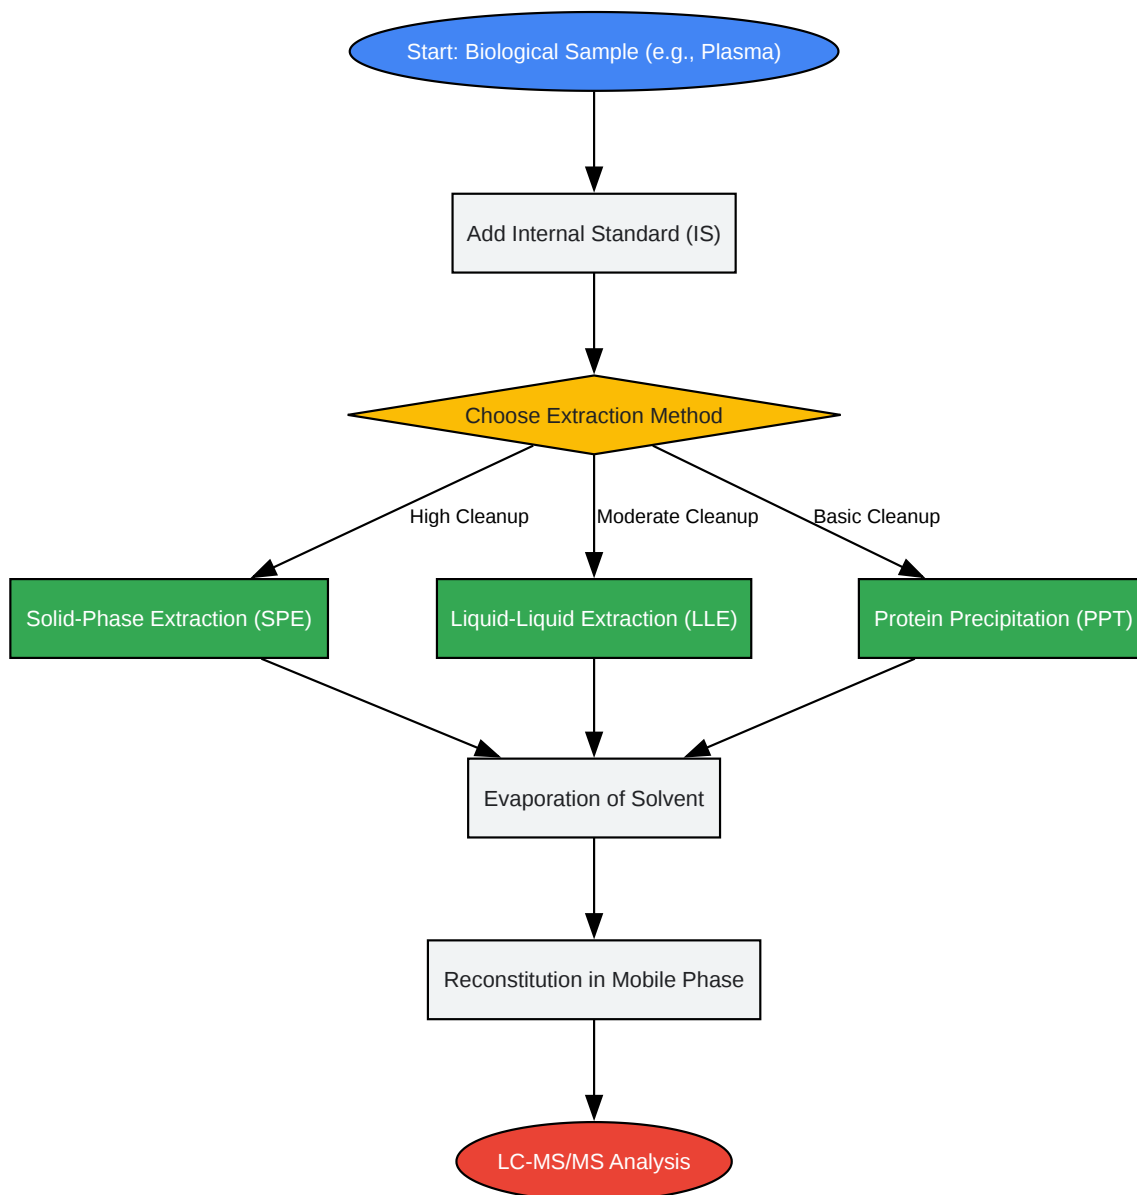 Start: Biological Sample (e.g., Plasma)
Add Internal Standard (IS)
Choose Extraction Method
High Cleanup
Moderate Cleanup
Basic Cleanup
Solid-Phase Extraction (SPE)
Liquid-Liquid Extraction (LLE)
Protein Precipitation (PPT)
Evaporation of Solvent
Reconstitution in Mobile Phase
LC-MS/MS Analysis